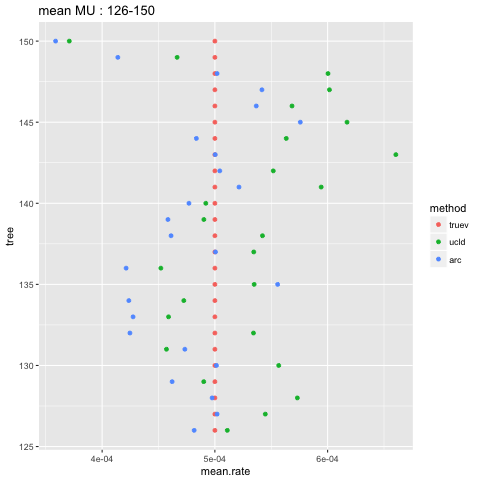 mean MU : 126-150
150
145
140
135
130
125
tree
4e-04
5e-04
6e-04
mean.rate
method
truev
ucld
arc